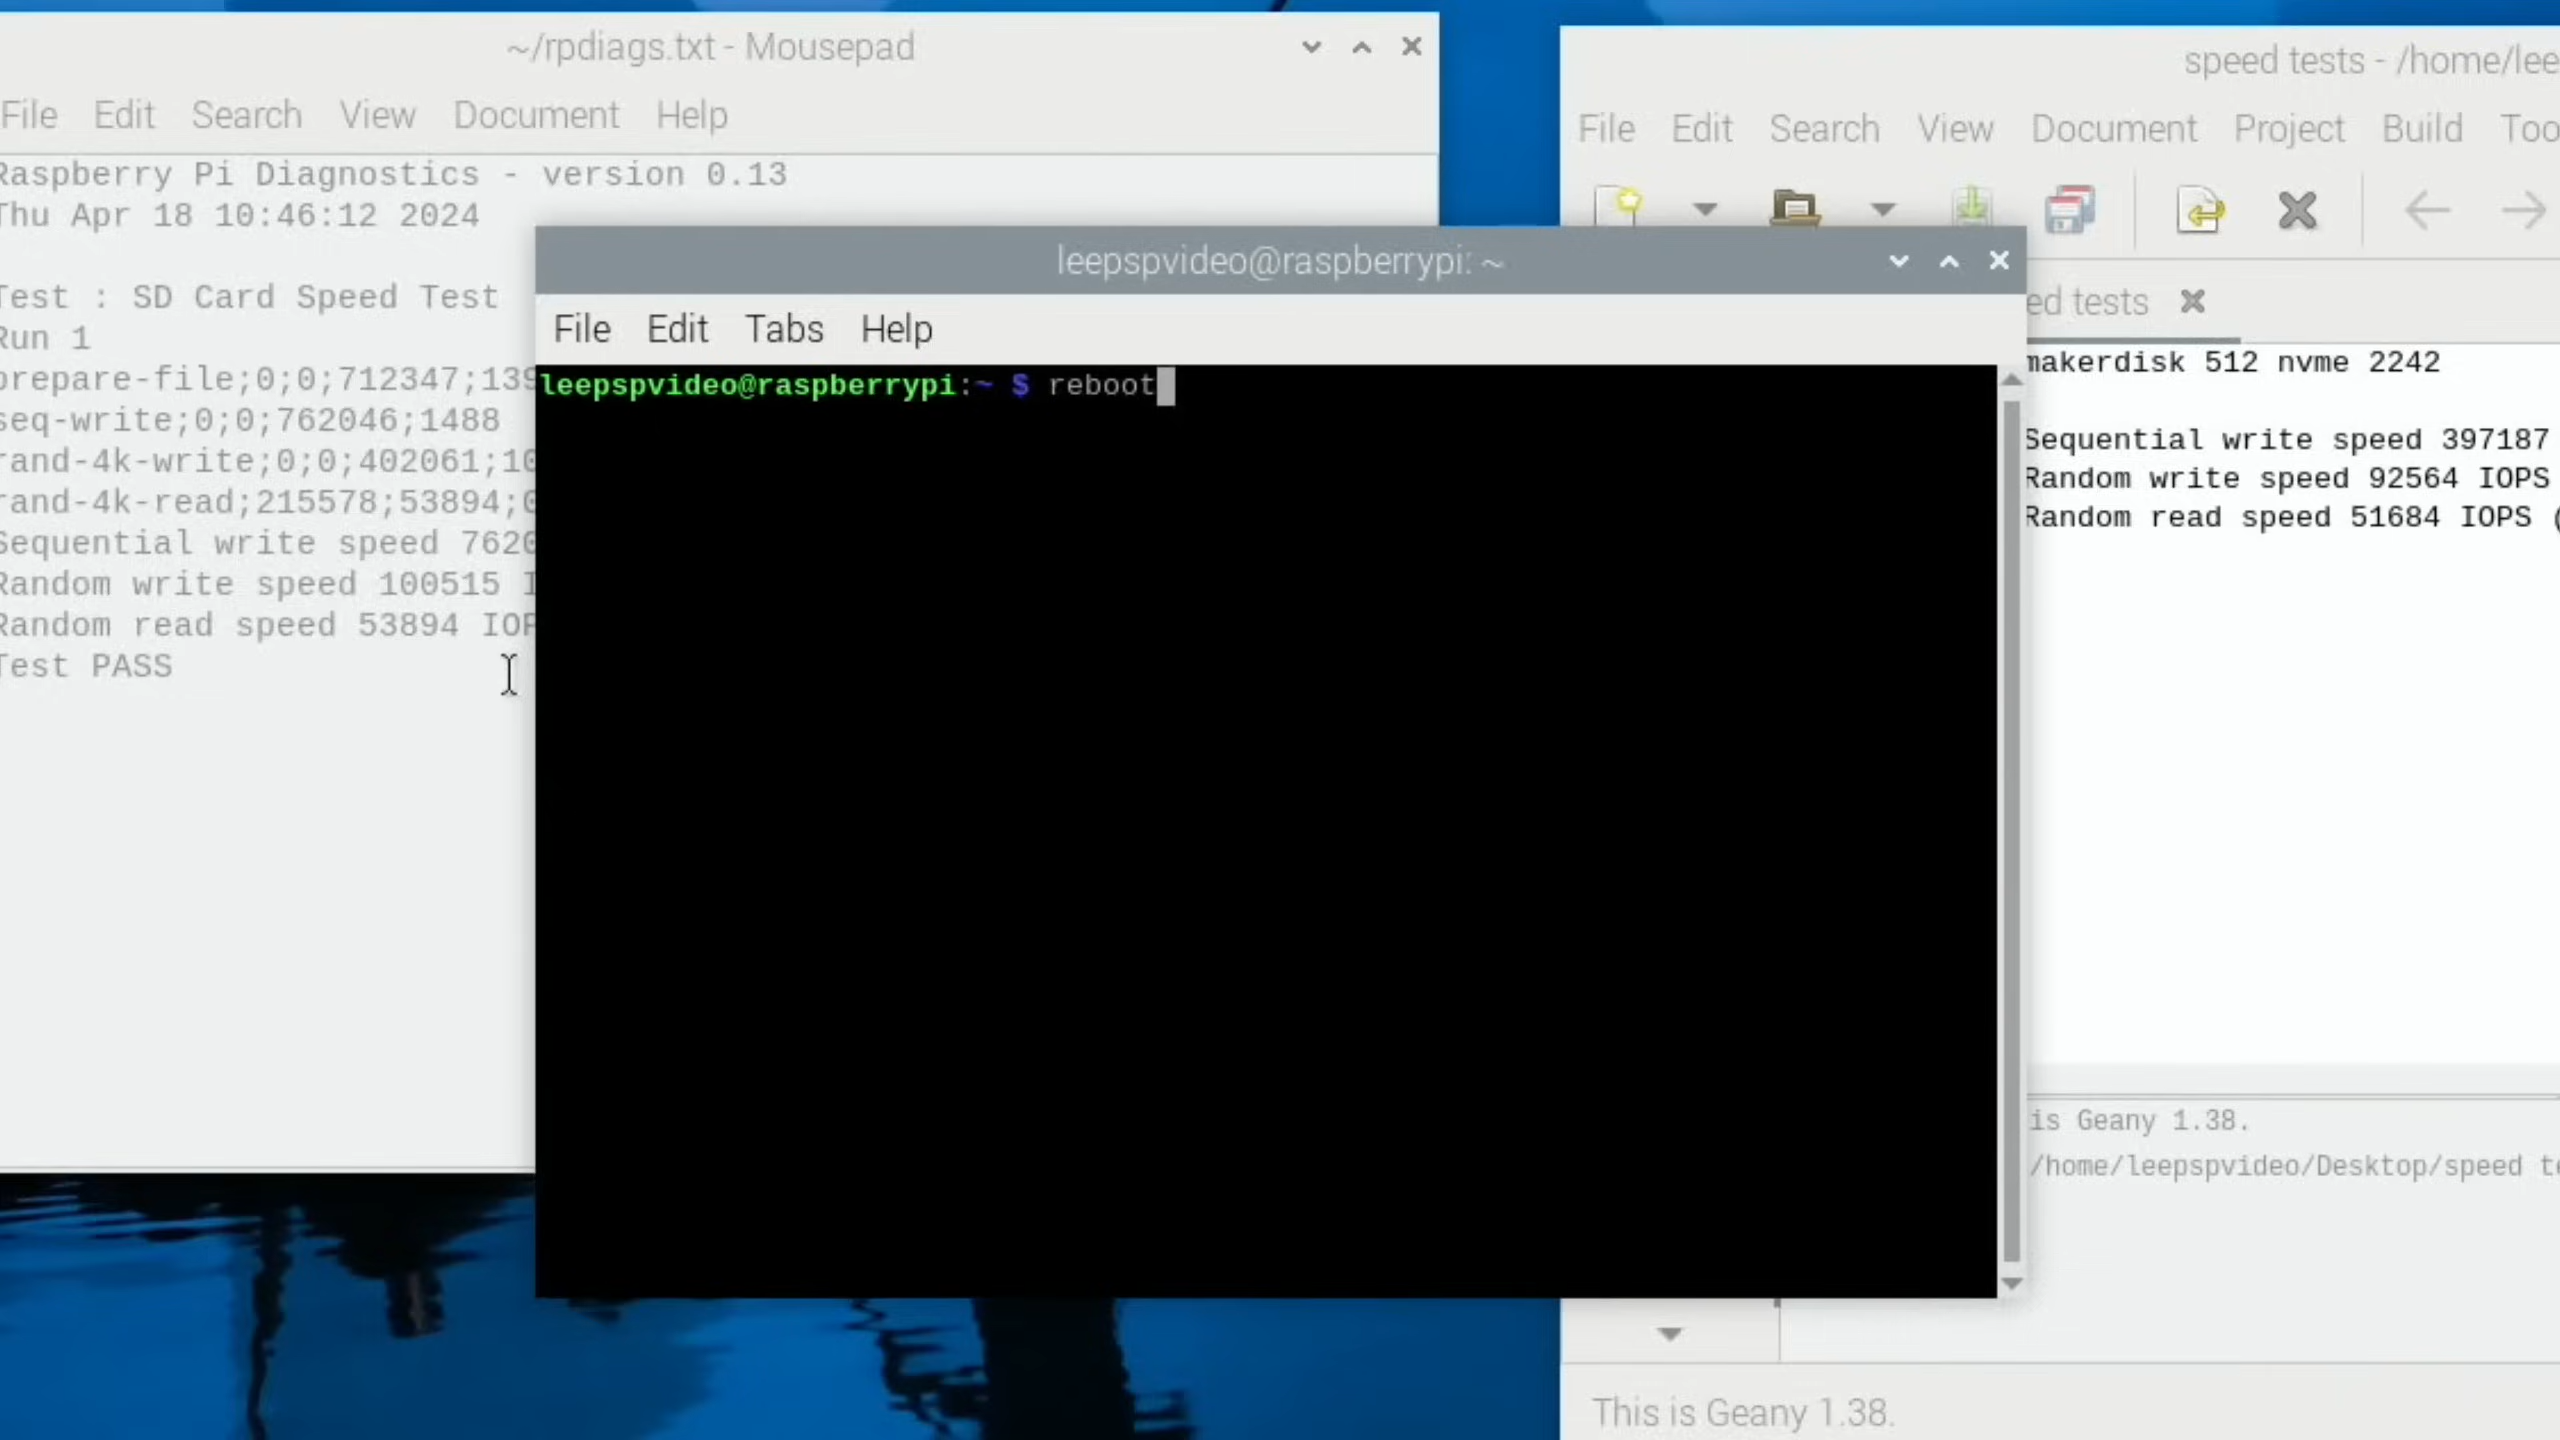 ~/rpdiags.txt - Mousepad
File Edit Search View Document Help
Raspberry Pi Diagnostics - version 0.13
Thu Apr 18 10:46:12 2024
Test : SD Card Speed Test
Run 1
prepare-file;0;0;712347;139
seq-write;0;0;762046;1488
rand-4k-write;0;0;402061;10
rand-4k-read;215578;53894;0
Sequential write speed 7620
Random write speed 100515 I
Random read speed 53894 IOP
Test PASS
leepspvideo@raspberrypi: ~
File Edit Tabs Help
leepspvideo@raspberrypi:~ $ reboot
speed tests - /home/lee
File Edit Search View Document Project Build Too
ed tests
makerdisk 512 nvme 2242
Sequential write speed 397187
Random write speed 92564 IOPS
Random read speed 51684 IOPS (
is Geany 1.38.
/home/leepspvideo/Desktop/speed te
This is Geany 1.38.